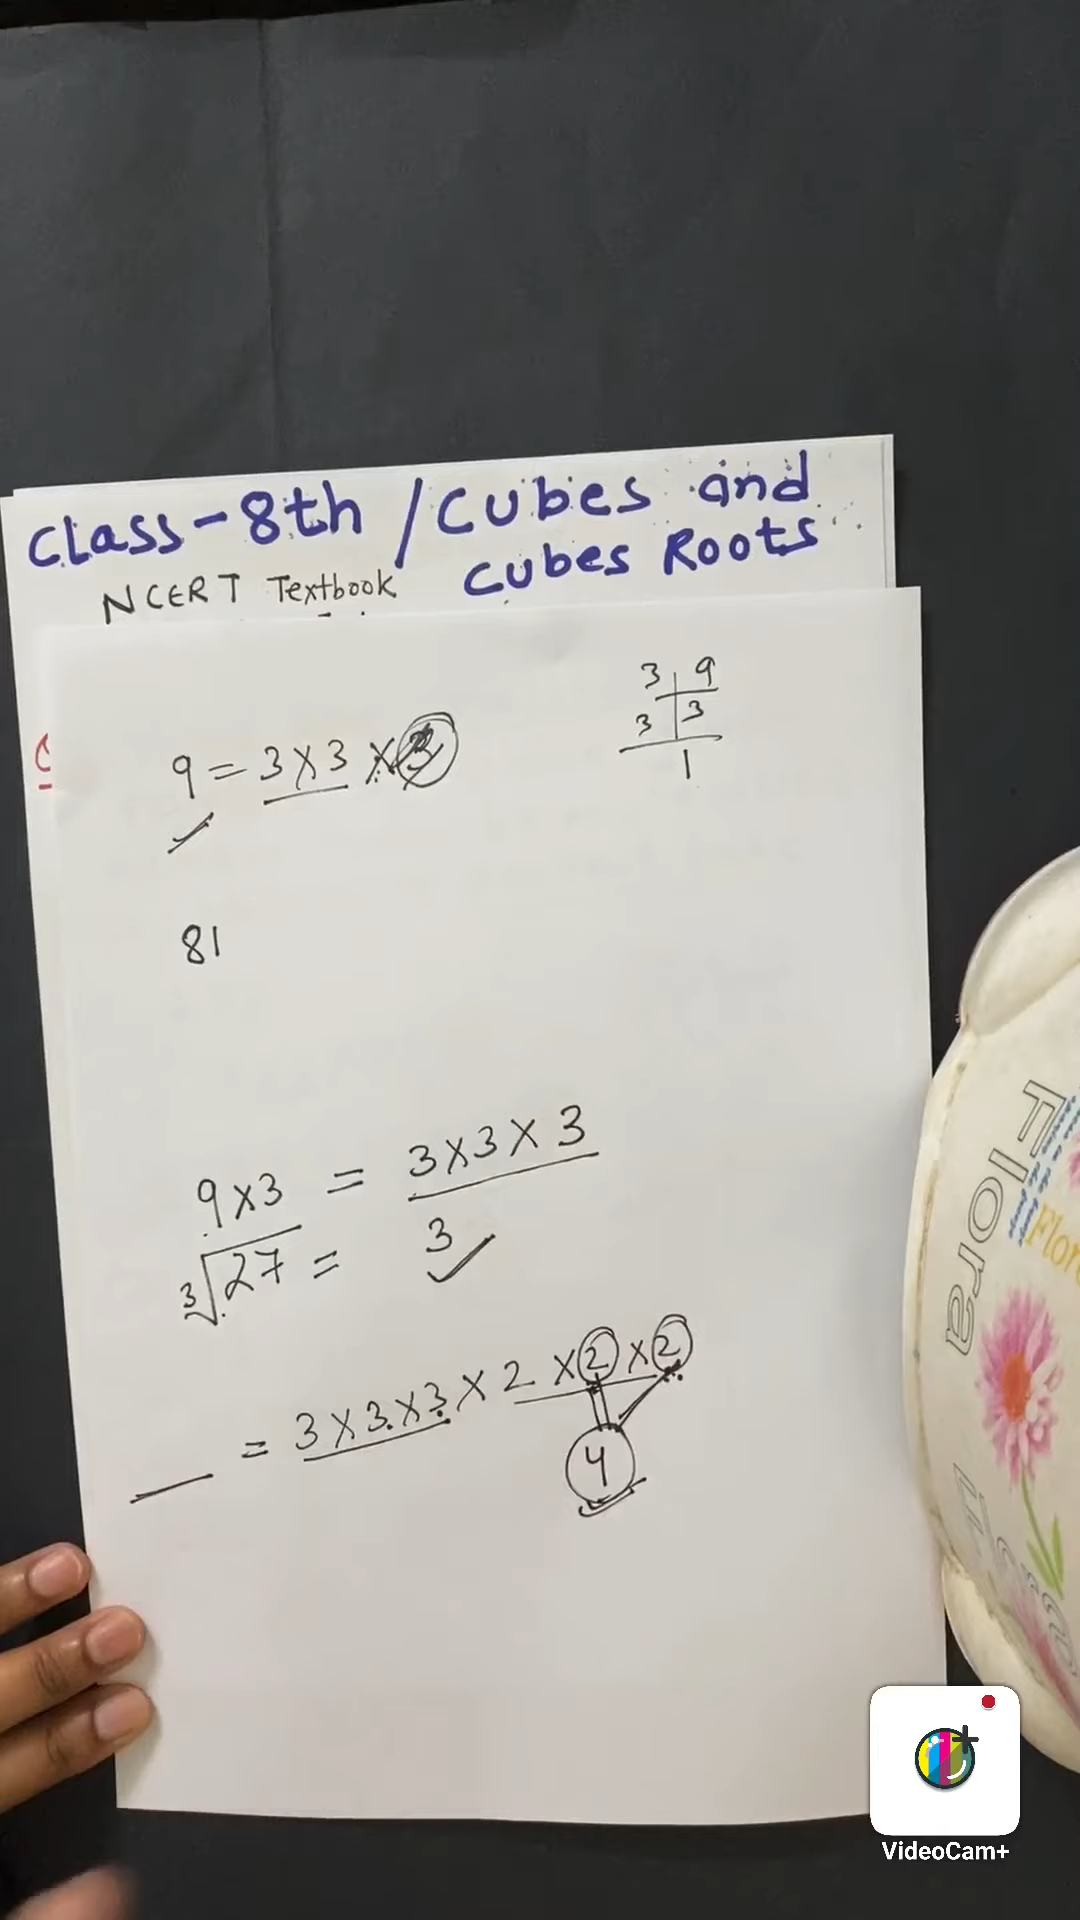 Class-8th / Cubes and
Cubes Roots
NCERT Textbook
3 9
3 3
1
9 = 3×3 ×
81
9×3 = 3×3×3
3√27 = 3
= 3×3×3×2×2×2
4
Flora
Flor
VideoCam+